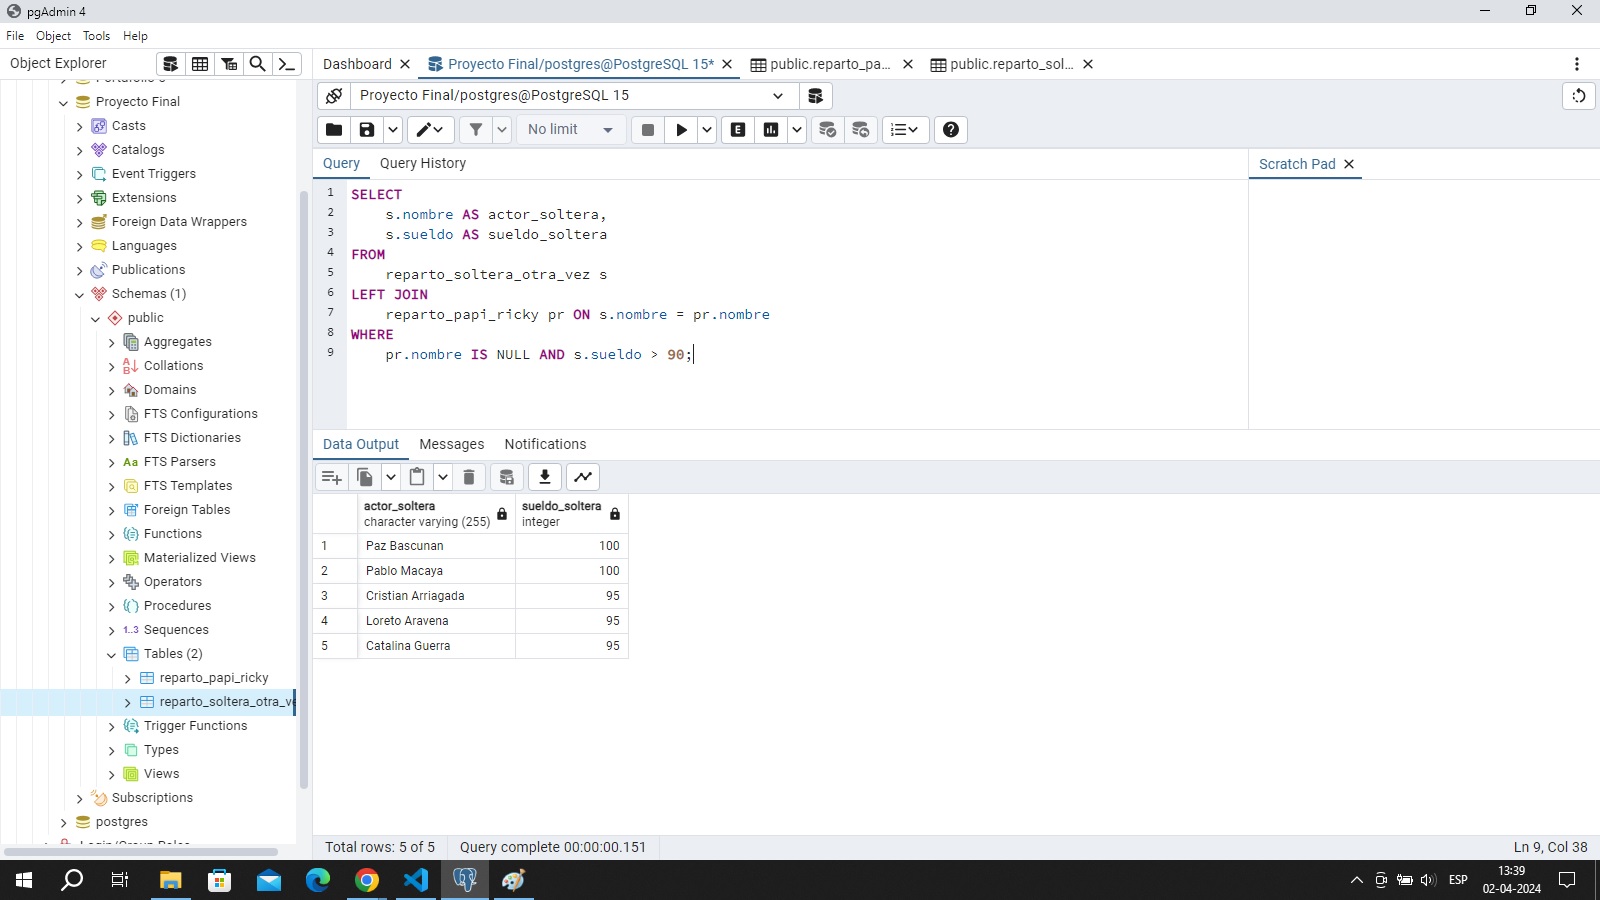 pgAdmin 4
File Object Tools Help
Object Explorer
Dashboard
Proyecto Final/postgres@PostgreSQL 15*
public.reparto_pa...
public.reparto_sol...
Proyecto Final
Casts
Catalogs
Event Triggers
Extensions
Foreign Data Wrappers
Languages
Publications
Schemas (1)
public
Aggregates
Collations
Domains
FTS Configurations
FTS Dictionaries
Aa FTS Parsers
FTS Templates
Foreign Tables
Functions
Materialized Views
Operators
Procedures
1..3 Sequences
Tables (2)
reparto_papi_ricky
reparto_soltera_otra_ve
Trigger Functions
Types
Views
Subscriptions
postgres
Proyecto Final/postgres@PostgreSQL 15
No limit
E
Query Query History
Scratch Pad
1 SELECT
2 s.nombre AS actor_soltera,
3 s.sueldo AS sueldo_soltera
4 FROM
5 reparto_soltera_otra_vez s
6 LEFT JOIN
7 reparto_papi_ricky pr ON s.nombre = pr.nombre
8 WHERE
9 pr.nombre IS NULL AND s.sueldo > 90;
Data Output Messages Notifications
actor_soltera sueldo_soltera
character varying (255) integer
1 Paz Bascunan 100
2 Pablo Macaya 100
3 Cristian Arriagada 95
4 Loreto Aravena 95
5 Catalina Guerra 95
Total rows: 5 of 5 Query complete 00:00:00.151 Ln 9, Col 38
ESP
13:39
02-04-2024